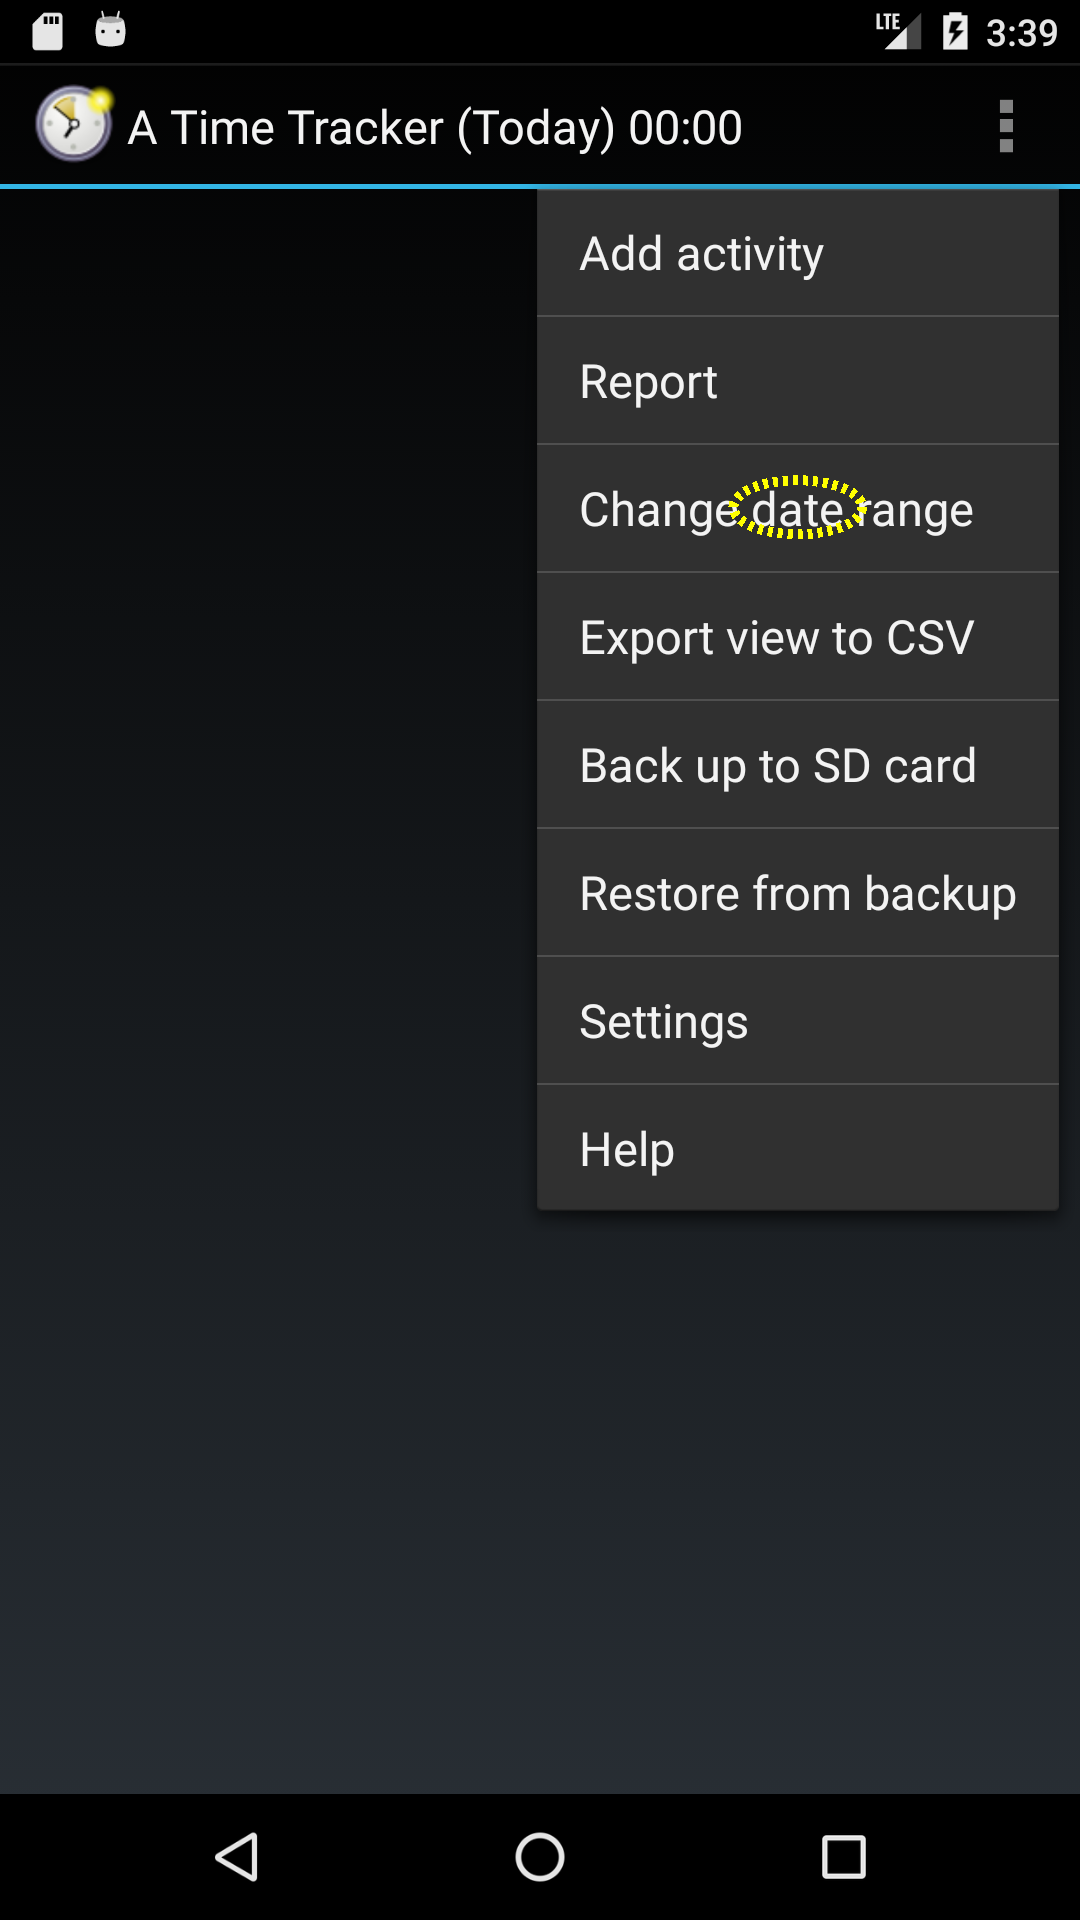 LTE 3:39
A Time Tracker (Today) 00:00
Add activity
Report
Change date range
Export view to CSV
Back up to SD card
Restore from backup
Settings
Help